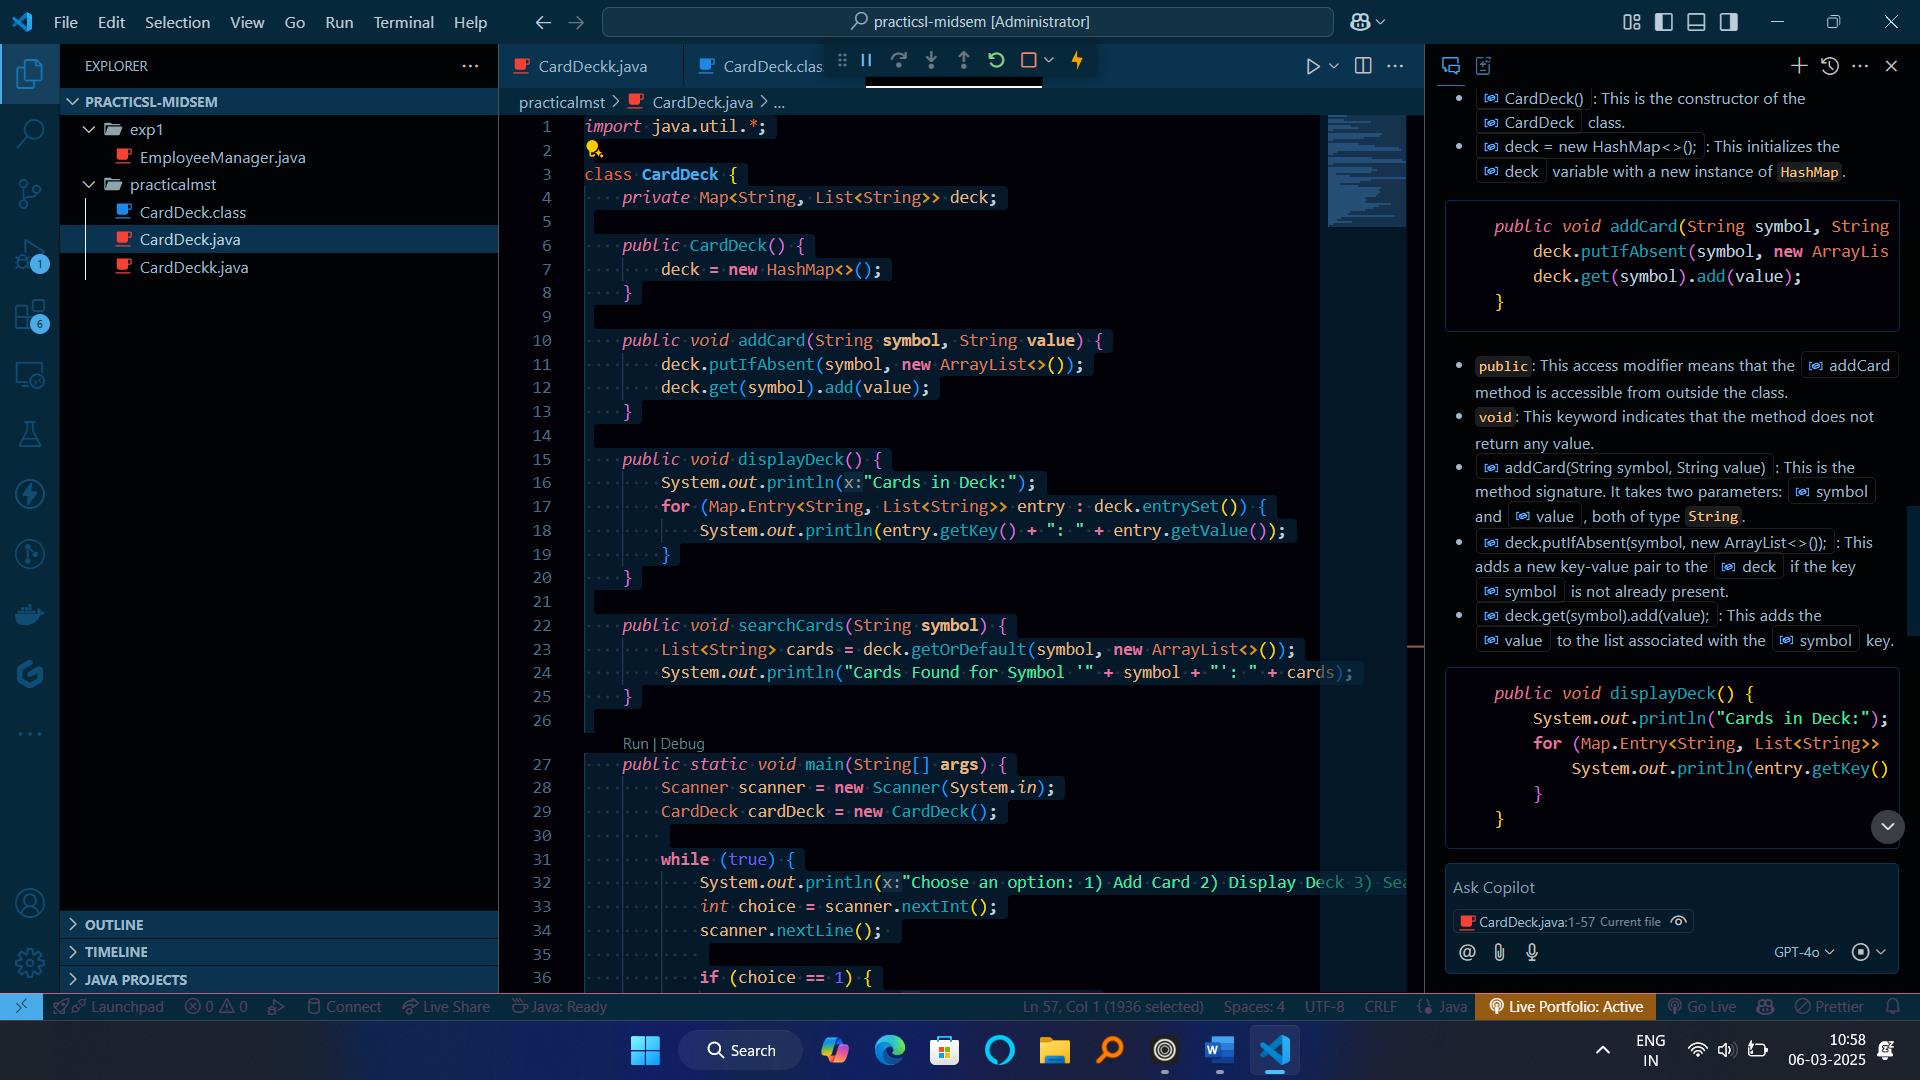 File Edit Selection View Go Run Terminal Help
practicsl-midsem [Administrator]
EXPLORER
PRACTICSL-MIDSEM
exp1
EmployeeManager.java
practicalmst
CardDeck.class
CardDeck.java
CardDeckk.java
1
6
OUTLINE
TIMELINE
JAVA PROJECTS
CardDeckk.java
CardDeck.clas
practicalmst > CardDeck.java > ...
1 import java.util.*;
2
3 class CardDeck {
4 private Map<String, List<String>> deck;
5
6 public CardDeck() {
7 deck = new HashMap<>();
8 }
9
10 public void addCard(String symbol, String value) {
11 deck.putIfAbsent(symbol, new ArrayList<>());
12 deck.get(symbol).add(value);
13 }
14
15 public void displayDeck() {
16 System.out.println(x:"Cards in Deck:");
17 for (Map.Entry<String, List<String>> entry : deck.entrySet()) {
18 System.out.println(entry.getKey() + ": " + entry.getValue());
19 }
20 }
21
22 public void searchCards(String symbol) {
23 List<String> cards = deck.getOrDefault(symbol, new ArrayList<>());
24 System.out.println("Cards Found for Symbol '" + symbol + "': " + cards);
25 }
26
Run | Debug
27 public static void main(String[] args) {
28 Scanner scanner = new Scanner(System.in);
29 CardDeck cardDeck = new CardDeck();
30
31 while (true) {
32 System.out.println(x:"Choose an option: 1) Add Card 2) Display Deck 3) Sea
33 int choice = scanner.nextInt();
34 scanner.nextLine();
35
36 if (choice == 1) {
CardDeck() : This is the constructor of the
CardDeck class.
deck = new HashMap<>(); : This initializes the
deck variable with a new instance of HashMap.
public void addCard(String symbol, String
deck.putIfAbsent(symbol, new ArrayLis
deck.get(symbol).add(value);
}
public: This access modifier means that the addCard
method is accessible from outside the class.
void: This keyword indicates that the method does not
return any value.
addCard(String symbol, String value) : This is the
method signature. It takes two parameters: symbol
and value , both of type String.
deck.putIfAbsent(symbol, new ArrayList<>()); : This
adds a new key-value pair to the deck if the key
symbol is not already present.
deck.get(symbol).add(value); : This adds the
value to the list associated with the symbol key.
public void displayDeck() {
System.out.println("Cards in Deck:");
for (Map.Entry<String, List<String>>
System.out.println(entry.getKey()
}
}
Ask Copilot
CardDeck.java:1-57 Current file
GPT-4o
Launchpad 0 0 Connect Live Share Java: Ready
Ln 57, Col 1 (1936 selected) Spaces: 4 UTF-8 CRLF {} Java Live Portfolio: Active Go Live Prettier
Search
ENG
IN
10:58
06-03-2025